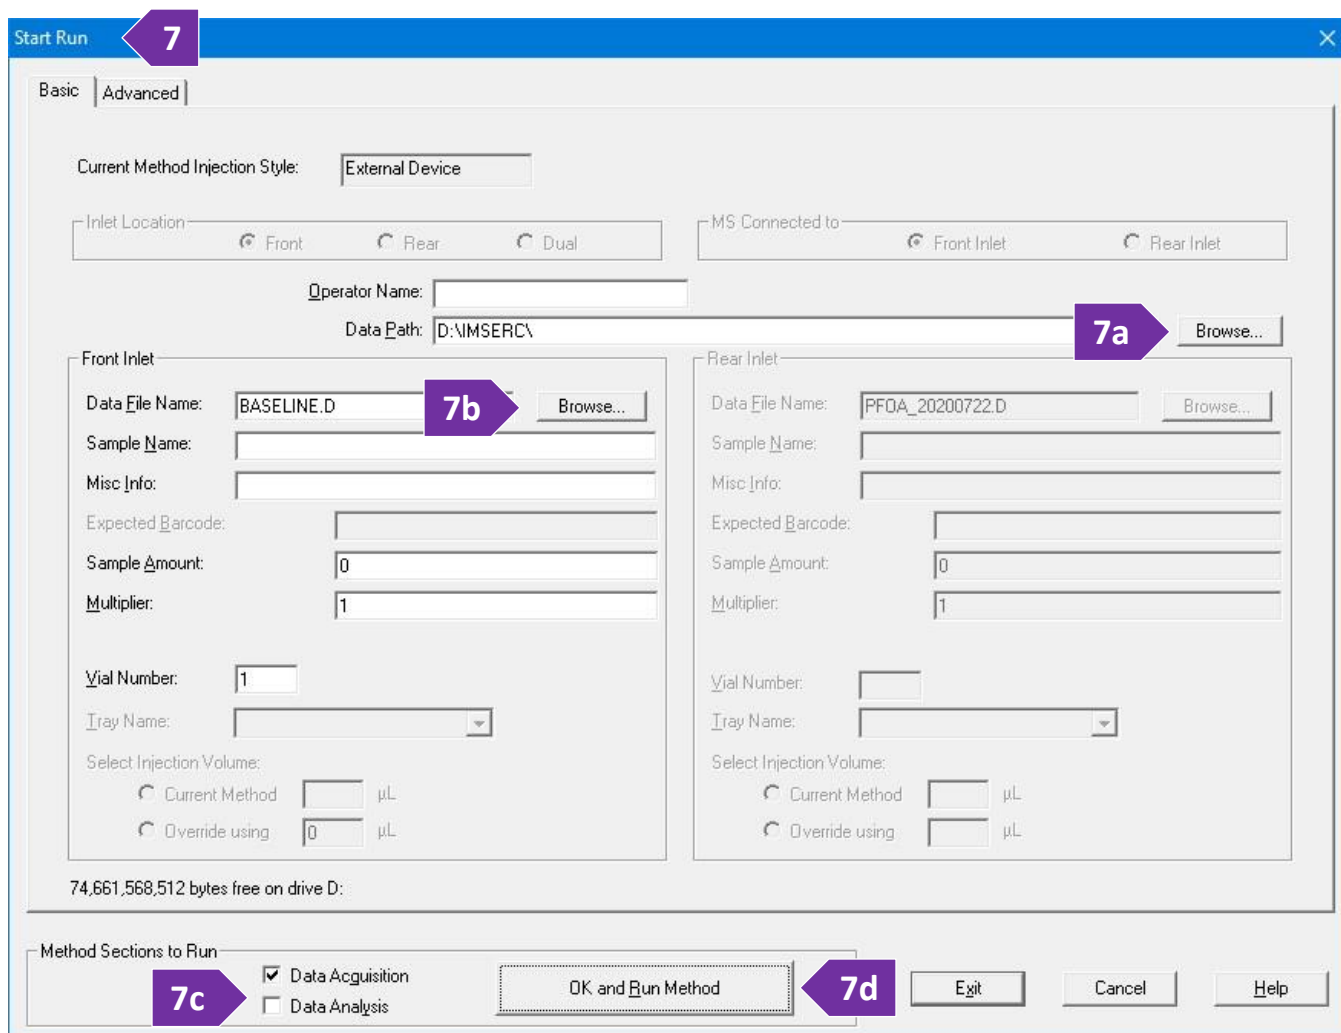 Start Run 7
Basic Advanced
Current Method Injection Style: External Device
Inlet Location
Front Rear Dual
MS Connected to
Front Inlet Rear Inlet
Operator Name:
Data Path: D:\IMSERC\ 7a Browse...
Front Inlet
Data File Name: BASELINE.D 7b Browse...
Sample Name:
Misc Info:
Expected Barcode:
Sample Amount: 0
Multiplier: 1
Vial Number: 1
Tray Name:
Select Injection Volume:
Current Method µL
Override using 0 µL
Rear Inlet
Data File Name: PFOA_20200722.D Browse...
Sample Name:
Misc Info:
Expected Barcode:
Sample Amount: 0
Multiplier: 1
Vial Number:
Tray Name:
Select Injection Volume:
Current Method µL
Override using µL
74,661,568,512 bytes free on drive D:
Method Sections to Run
7c Data Acquisition
Data Analysis
OK and Run Method 7d Exit Cancel Help